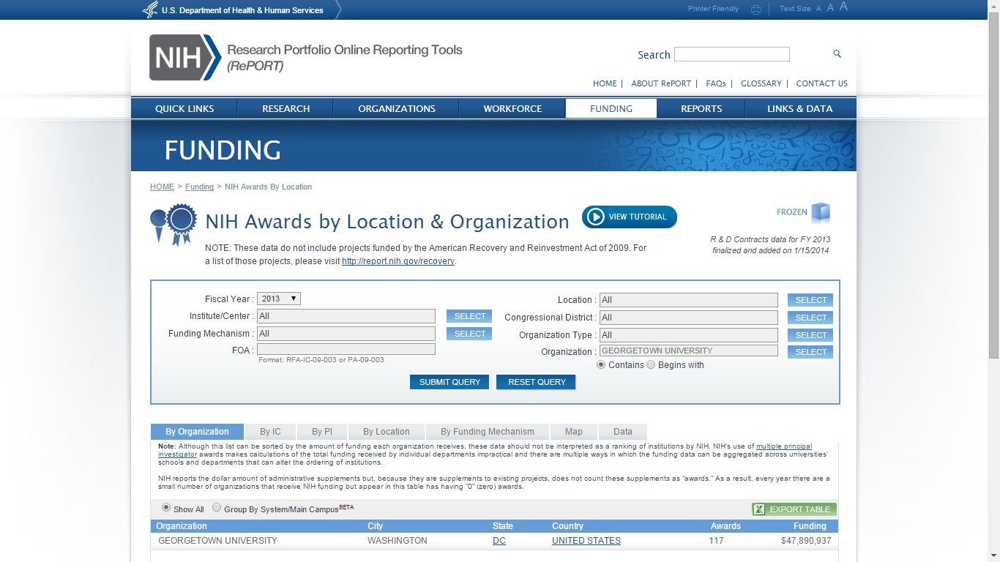 U.S. Department of Health & Human Services
Printer Friendly Text Size A A A
NIH Research Portfolio Online Reporting Tools
(RePORT)
Search
HOME | ABOUT RePORT | FAQs | GLOSSARY | CONTACT US
QUICK LINKS RESEARCH ORGANIZATIONS WORKFORCE FUNDING REPORTS LINKS & DATA
FUNDING
HOME > Funding > NIH Awards By Location
NIH Awards by Location & Organization
VIEW TUTORIAL
FROZEN
R & D Contracts data for FY 2013
finalized and added on 1/15/2014
NOTE: These data do not include projects funded by the American Recovery and Reinvestment Act of 2009. For
a list of those projects, please visit http://report.nih.gov/recovery.
Fiscal Year : 2013
Institute/Center : All SELECT
Funding Mechanism : All SELECT
FOA :
Format: RFA-IC-09-003 or PA-09-003
Location : All SELECT
Congressional District : All SELECT
Organization Type : All SELECT
Organization : GEORGETOWN UNIVERSITY SELECT
Contains Begins with
SUBMIT QUERY RESET QUERY
By Organization By IC By PI By Location By Funding Mechanism Map Data
Note: Although this list can be sorted by the amount of funding each organization receives, these data should not be interpreted as a ranking of institutions by NIH. NIH's use of multiple principal
investigator awards makes calculations of the total funding received by individual departments impractical and there are multiple ways in which the funding data can be aggregated across universities'
schools and departments that can alter the ordering of institutions.
NIH reports the dollar amount of administrative supplements but, because they are supplements to existing projects, does not count these supplements as “awards.” As a result, every year there are a
small number of organizations that receive NIH funding but appear in this table has having “0” (zero) awards.
Show All Group By System/Main Campus BETA
EXPORT TABLE
Organization City State Country Awards Funding
GEORGETOWN UNIVERSITY WASHINGTON DC UNITED STATES 117 $47,890,937